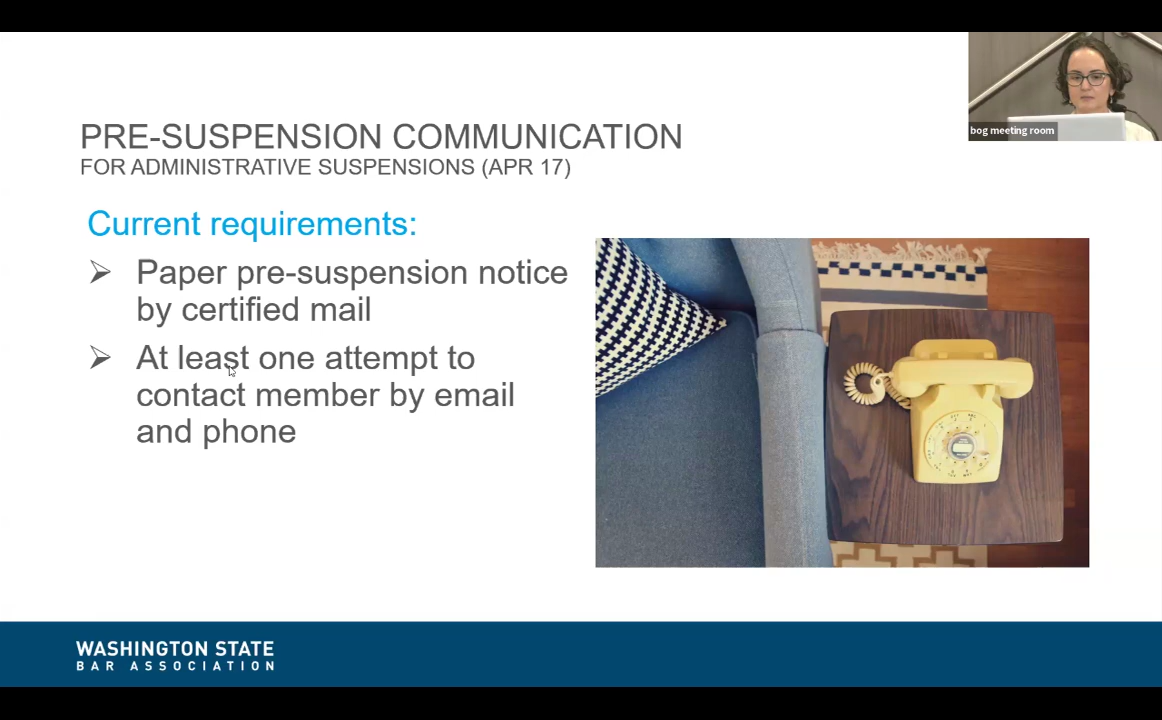 bog meeting room
PRE-SUSPENSION COMMUNICATION
FOR ADMINISTRATIVE SUSPENSIONS (APR 17)
Current requirements:
Paper pre-suspension notice
by certified mail
At least one attempt to
contact member by email
and phone
WASHINGTON STATE
BAR ASSOCIATION